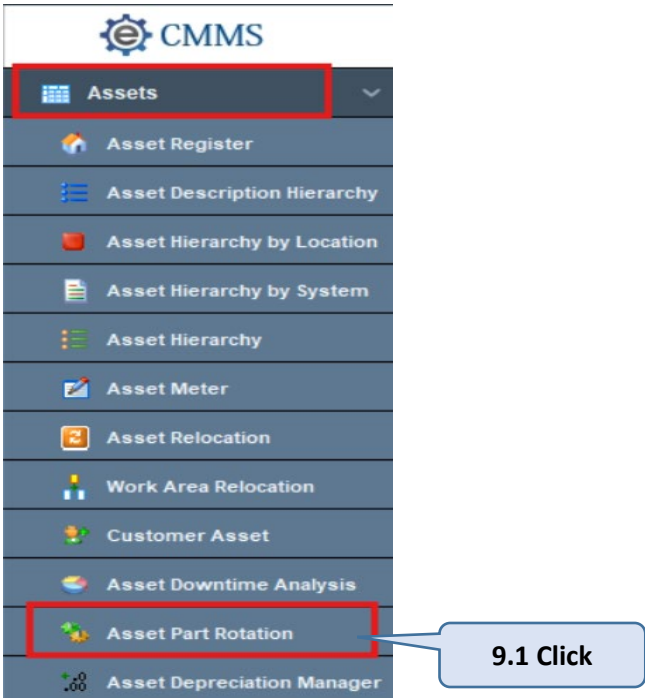 e CMMS
Assets
Asset Register
Asset Description Hierarchy
Asset Hierarchy by Location
Asset Hierarchy by System
Asset Hierarchy
Asset Meter
Asset Relocation
Work Area Relocation
Customer Asset
Asset Downtime Analysis
Asset Part Rotation
9.1 Click
Asset Depreciation Manager